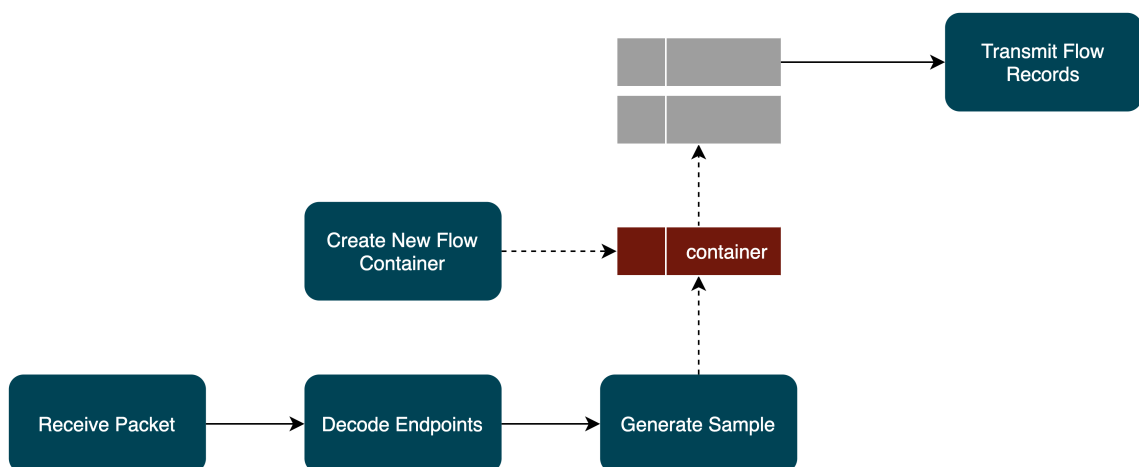 Transmit Flow
Records
Create New Flow
Container
container
Receive Packet
Decode Endpoints
Generate Sample